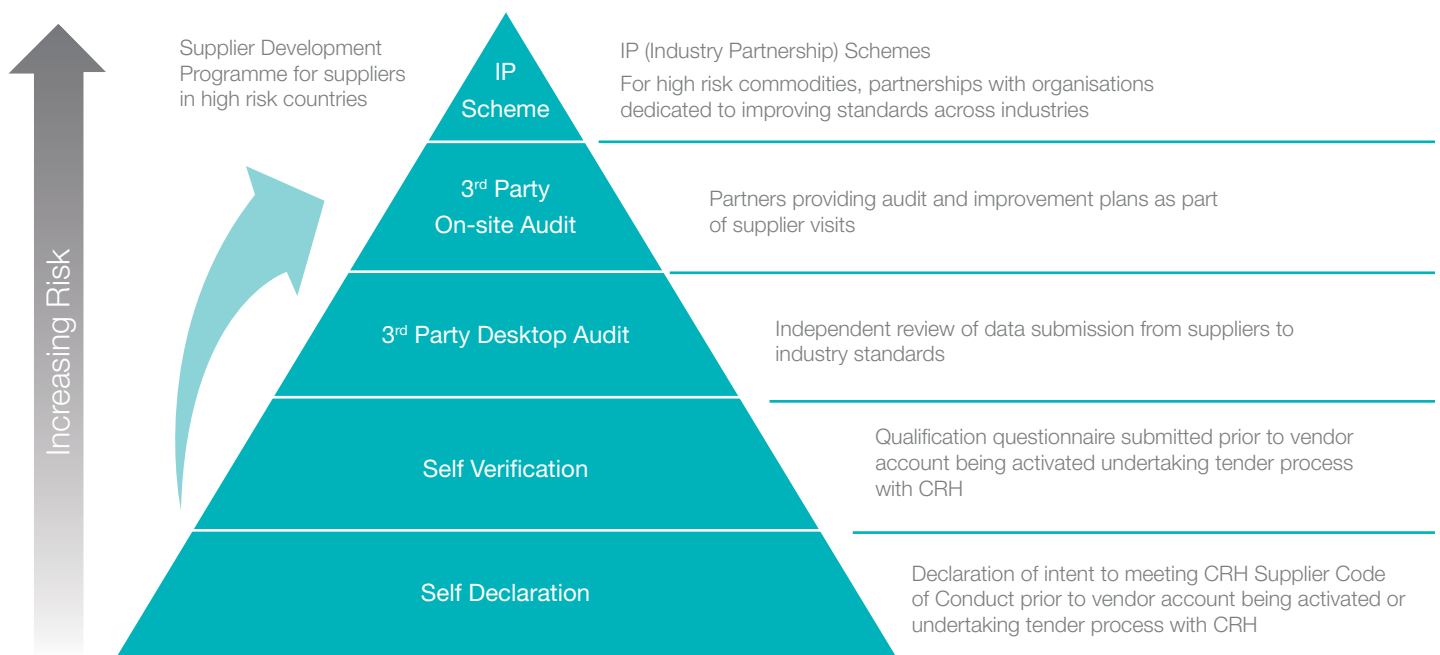 Increasing Risk
Supplier Development
Programme for suppliers
in high risk countries
IP
Scheme
IP (Industry Partnership) Schemes
For high risk commodities, partnerships with organisations
dedicated to improving standards across industries
3rd Party
On-site Audit
Partners providing audit and improvement plans as part
of supplier visits
3rd Party Desktop Audit
Independent review of data submission from suppliers to
industry standards
Self Verification
Qualification questionnaire submitted prior to vendor
account being activated undertaking tender process
with CRH
Self Declaration
Declaration of intent to meeting CRH Supplier Code
of Conduct prior to vendor account being activated or
undertaking tender process with CRH